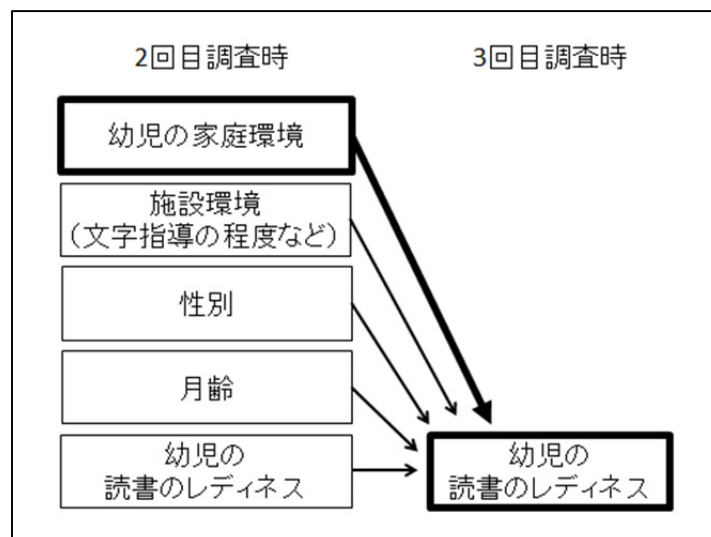 2回目調査時
3回目調査時
幼児の家庭環境
施設環境
(文字指導の程度など)
性別
月齢
幼児の
読書のレディネス
幼児の
読書のレディネス